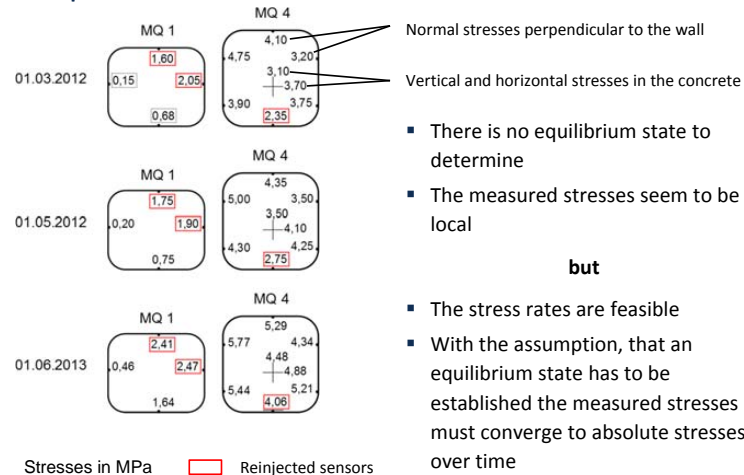 MQ 1
MQ 4
01.03.2012
1,60
0,15
2,05
0,68
4,10
4,75
3,20
3,10
3,70
3,90
3,75
2,35
Normal stresses perpendicular to the wall
Vertical and horizontal stresses in the concrete
MQ 1
MQ 4
01.05.2012
1,75
0,20
1,90
0,75
4,35
5,00
3,50
3,50
4,10
4,30
4,25
2,75
MQ 1
MQ 4
01.06.2013
2,41
0,46
2,47
1,64
5,29
5,77
4,34
4,48
4,88
5,44
5,21
4,06
Stresses in MPa
Reinjected sensors
▪ There is no equilibrium state to
determine
▪ The measured stresses seem to be
local
but
▪ The stress rates are feasible
▪ With the assumption, that an
equilibrium state has to be
established the measured stresses
must converge to absolute stresses
over time